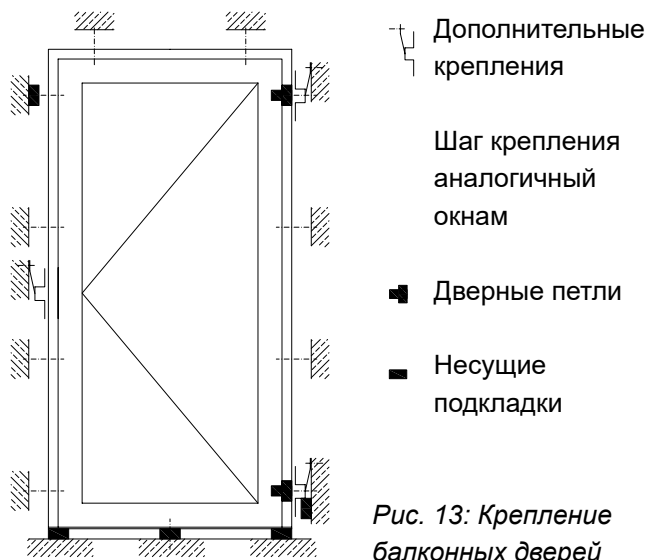 Дополнительные
крепления
Шаг крепления
аналогичный
окнам
Дверные петли
Несущие
подкладки
Рис. 13: Крепление
балконных дверей